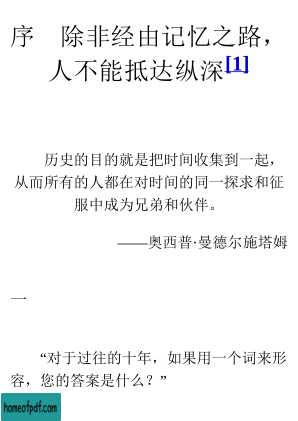 序　除非经由记忆之路，
人不能抵达纵深[1]
历史的目的就是把时间收集到一起，
从而所有的人都在对时间的同一探求和征
服中成为兄弟和伙伴。
——奥西普·曼德尔施塔姆
一
“对于过往的十年，如果用一个词来形
容，您的答案是什么？”
homeofpdf.com